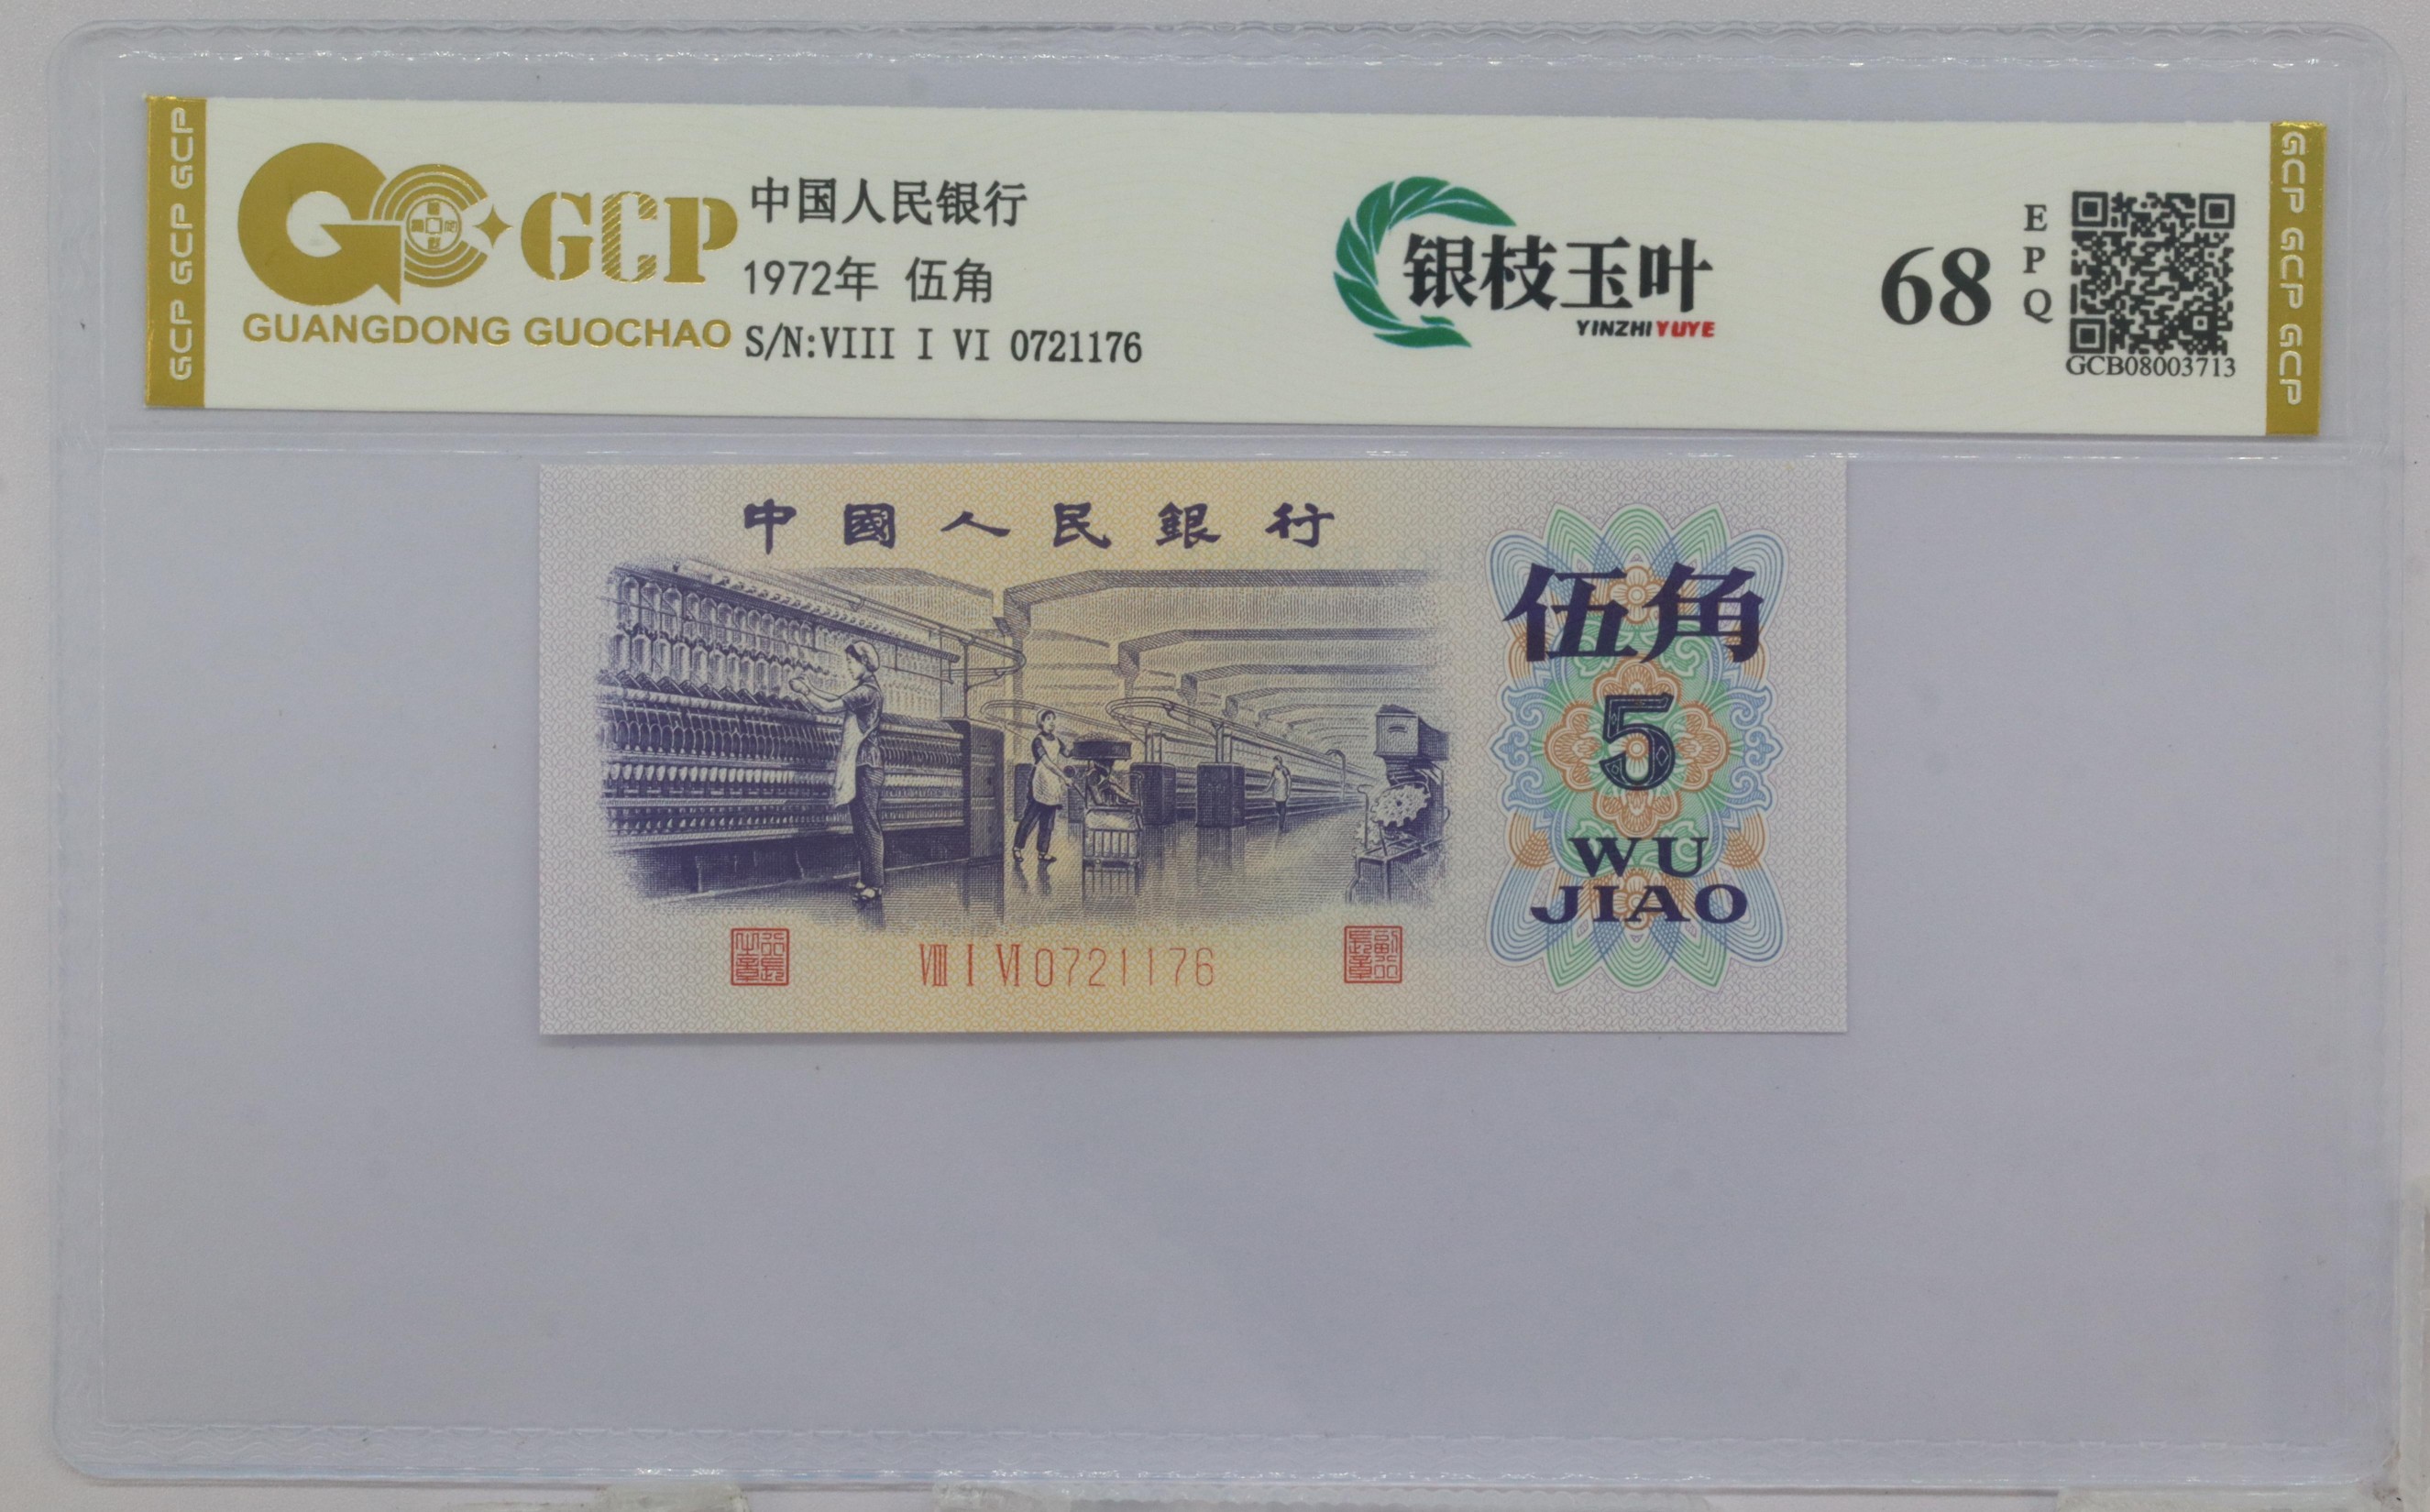 GCP GCP GCP
GCP
GUANGDONG GUOCHAO
中国人民银行
1972年 伍角
S/N:VIII I VI 0721176
银枝玉叶
YINZHIYUYE
68
EPQ
GCB08003713
GCP GCP GCP
中國人民銀行
伍角
5
WU
JIAO
VIII I VI 0721176